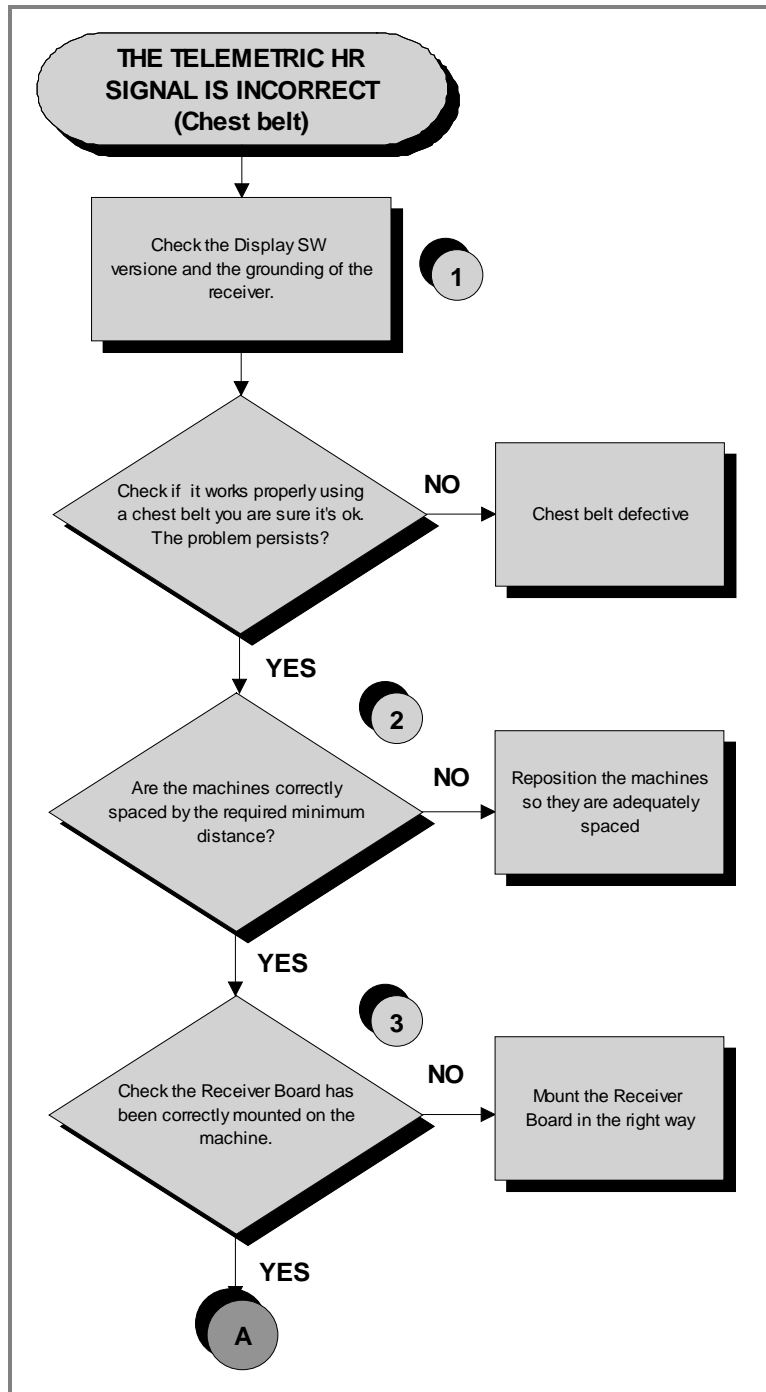 THE TELEMETRIC HR
SIGNAL IS INCORRECT
(Chest belt)
Check the Display SW
versione and the grounding of the
receiver.
1
Check if it works properly using
a chest belt you are sure it's ok.
The problem persists?
NO
Chest belt defective
YES
2
Are the machines correctly
spaced by the required minimum
distance?
NO
Reposition the machines
so they are adequately
spaced
YES
3
Check the Receiver Board has
been correctly mounted on the
machine.
NO
Mount the Receiver
Board in the right way
YES
A